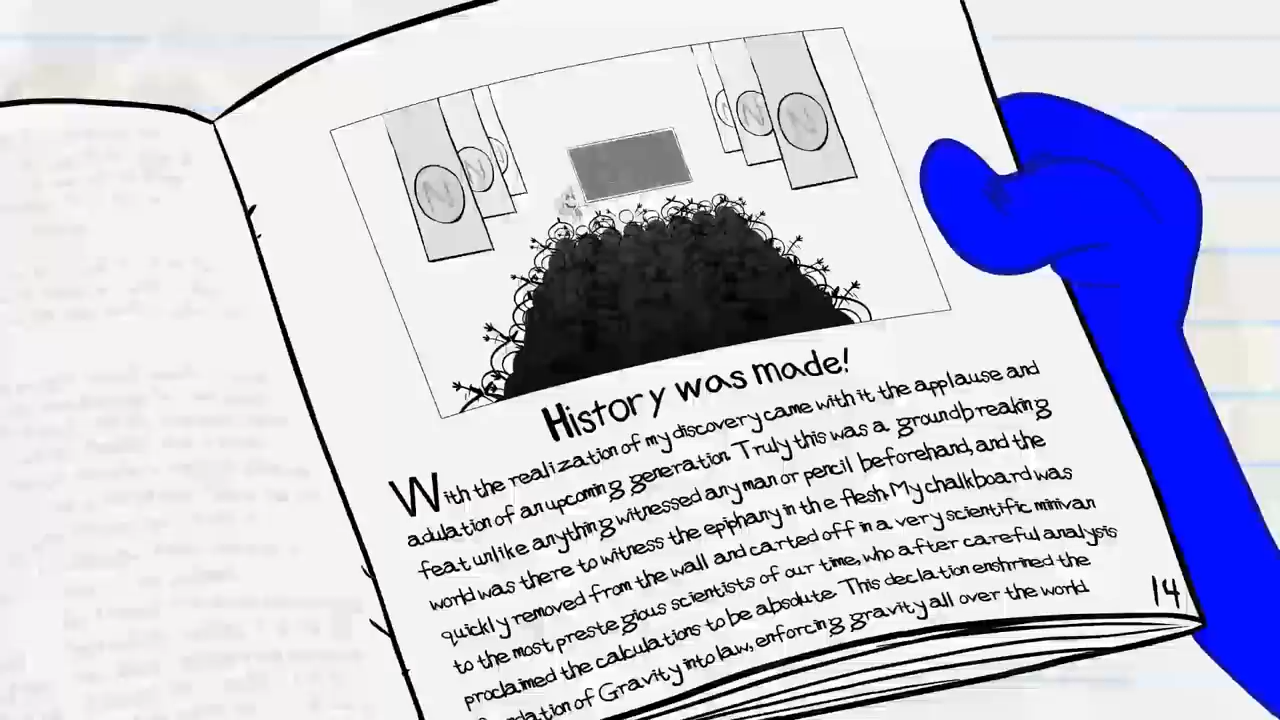 N N N N N
History was made!
With the realization of my discovery came with it the applause and
adulation of an upcoming generation. Truly this was a groundbreaking
feat unlike anything witnessed any man or pencil beforehand, and the
world was there to witness the epiphany in the flesh. My chalkboard was
quickly removed from the wall and carted off in a very scientific minivan
to the most presteգious scientists of our time, who after careful analysis
proclaimed the calculations to be absolute. This declation enshrined the
of Gravity into law, enforcing gravity all over the world.
14